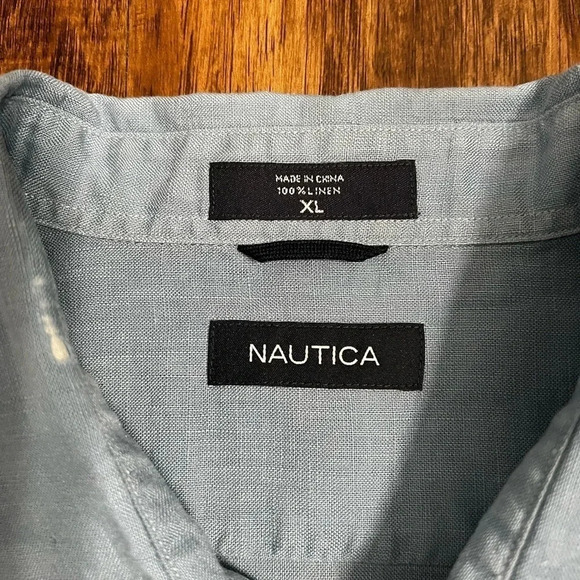 MADE IN CHINA
100% LINEN
XL
NAUTICA